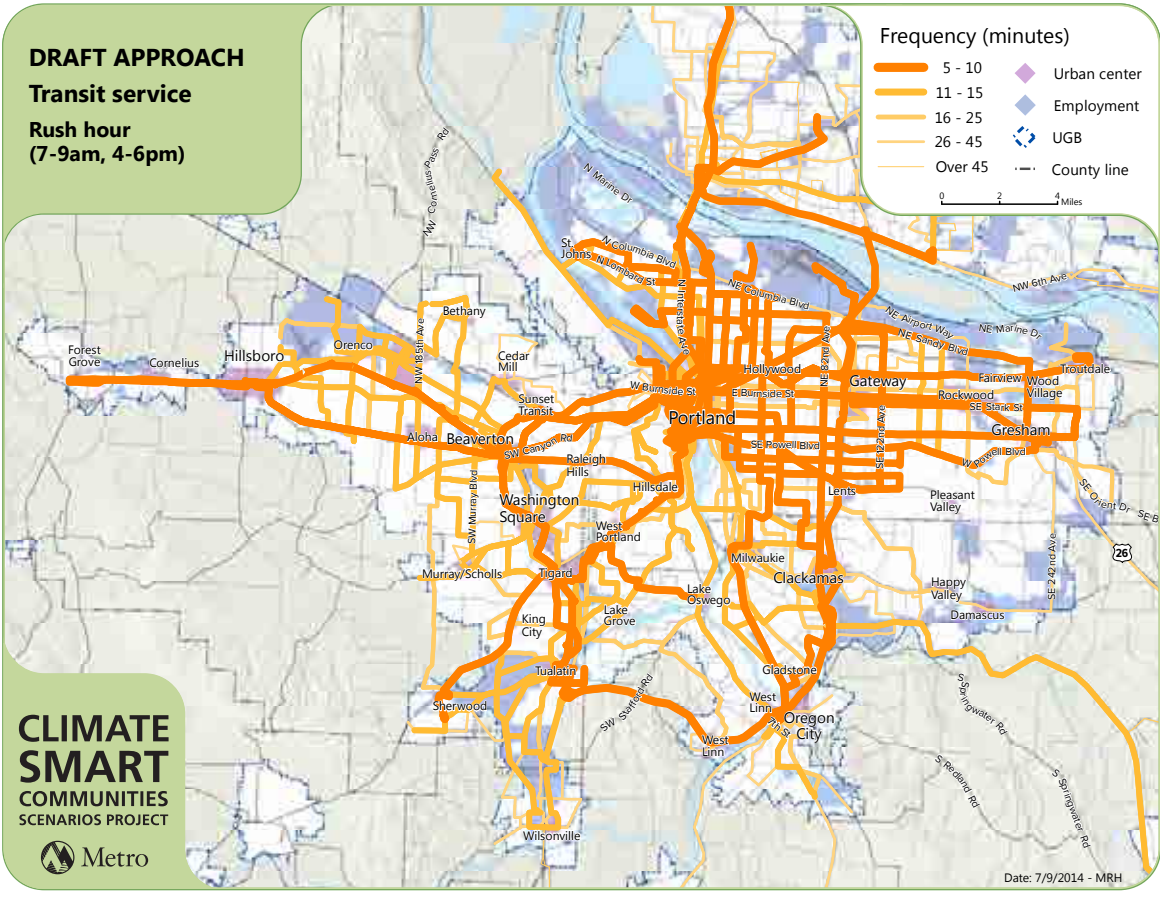 DRAFT APPROACH
Transit service
Rush hour
(7-9am, 4-6pm)
Frequency (minutes)
5 - 10
11 - 15
16 - 25
26 - 45
Over 45
Urban center
Employment
UGB
County line
0 2 4 Miles
NW Cornelius Pass Rd
N Marine Dr
St.
Johns
N Columbia Blvd
N Lombard St
N Interstate Ave
NE Columbia Blvd
NW 6th Ave
NE Airport Way
NE Marine Dr
NE Sandy Blvd
NE 82nd Ave
Bethany
NW 185th Ave
Orenco
Cedar
Mill
Forest
Grove
Cornelius
Hillsboro
Hollywood
Gateway
Fairview
Wood
Village
Troutdale
Rockwood
W Burnside St
E Burnside St
Sunset
Transit
SE Stark St
Portland
Gresham
Aloha
Beaverton
SW Canyon Rd
SE Powell Blvd
SE 122nd Ave
W Powell Blvd
Raleigh
Hills
Hillsdale
Lents
SW Murray Blvd
Washington
Square
Pleasant
Valley
SE Orient Dr
SE B
West
Portland
26
SE 242nd Ave
Milwaukie
Murray/Scholls
Tigard
Clackamas
Happy
Valley
Lake
Oswego
Lake
Grove
King
City
Damascus
Tualatin
Gladstone
SW Stafford Rd
S Springwater Rd
Sherwood
West
Linn
Oregon
City
7th St
West
Linn
S Redland Rd
S Springwater Rd
Wilsonville
CLIMATE
SMART
COMMUNITIES
SCENARIOS PROJECT
Metro
Date: 7/9/2014 - MRH